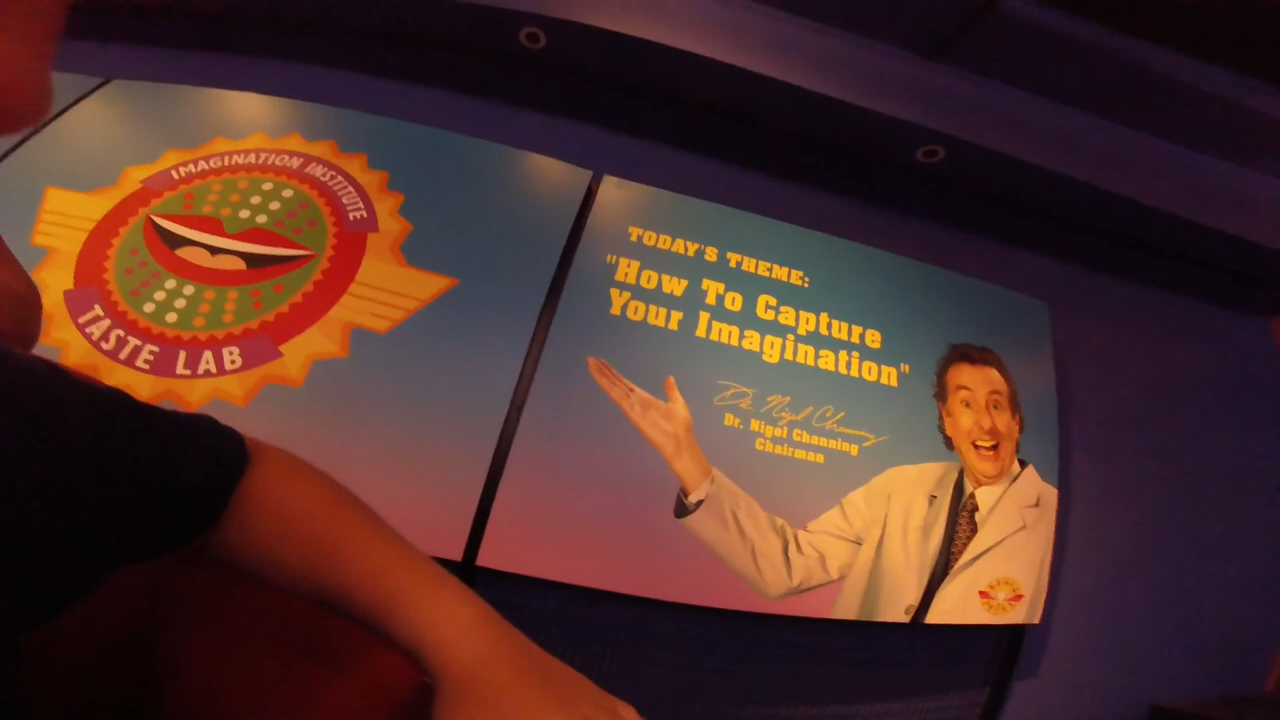 IMAGINATION INSTITUTE
TASTE LAB
TODAY'S THEME:
"How To Capture
Your Imagination"
Dr. Nigel Channing
Dr. Nigel Channing
Chairman